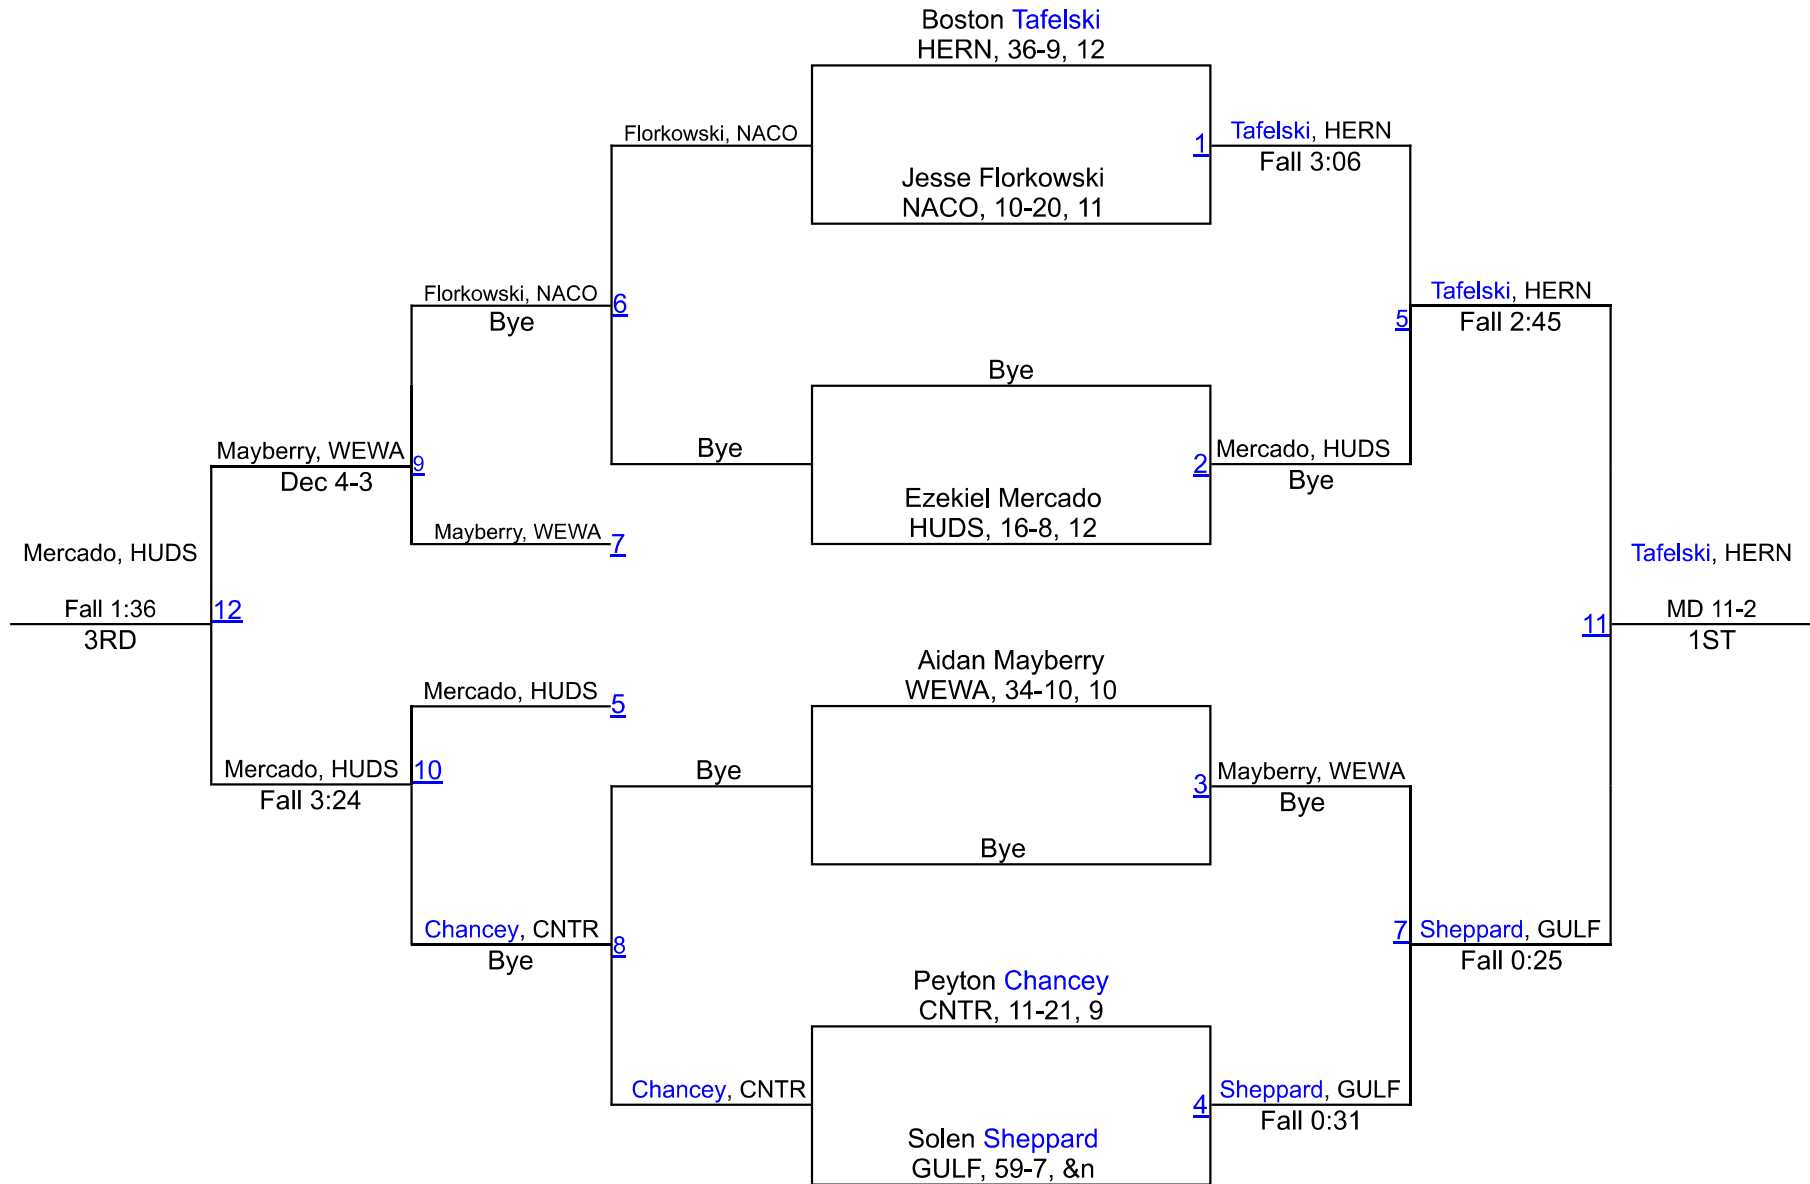 Boston Tafelski
HERN, 36-9, 12
Florkowski, NACO
1
Tafelski, HERN
Fall 3:06
Jesse Florkowski
NACO, 10-20, 11
Florkowski, NACO
Bye
6
5
Tafelski, HERN
Fall 2:45
Bye
Mayberry, WEWA
Dec 4-3
9
Bye
2
Mercado, HUDS
Bye
Ezekiel Mercado
HUDS, 16-8, 12
Mayberry, WEWA
7
Mercado, HUDS
Fall 1:36
3RD
12
Tafelski, HERN
11
MD 11-2
1ST
Aidan Mayberry
WEWA, 34-10, 10
Mercado, HUDS
5
Mercado, HUDS
Fall 3:24
10
Bye
3
Mayberry, WEWA
Bye
Bye
Chancey, CNTR
Bye
8
7
Sheppard, GULF
Fall 0:25
Peyton Chancey
CNTR, 11-21, 9
Chancey, CNTR
4
Sheppard, GULF
Fall 0:31
Solen Sheppard
GULF, 59-7, &n